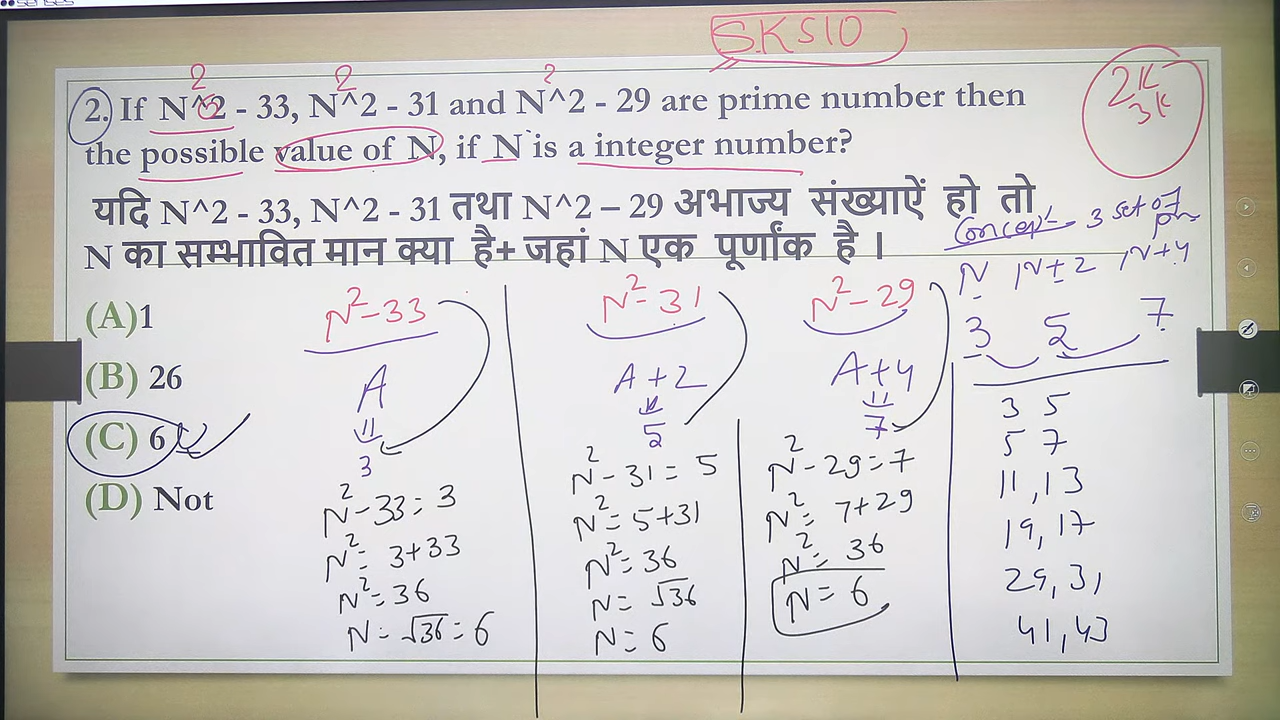 SKS10
2. If N^2 - 33, N^2 - 31 and N^2 - 29 are prime number then
the possible value of N, if N is a integer number?
2 2 2
2K
3K
यदि N^2 - 33, N^2 - 31 तथा N^2 – 29 अभाज्य संख्याऐं हो तो
N का सम्भावित मान क्या है+ जहां N एक पूर्णांक है ।
(A)1
(B) 26
(C) 6
(D) Not
N²-33
A
=
3
N²-33=3
N²=3+33
N²=36
N=√36=6
N²-31
A+2
5
N²-31=5
N²=5+31
N²=36
N=√36
N=6
N²-29
A+4
=
7
N²-29=7
N²=7+29
N²=36
N=6
Concept- 3 set of
N N+2 N+4
3 5 7
3 5
5 7
11,13
19,17
29,31
41,43